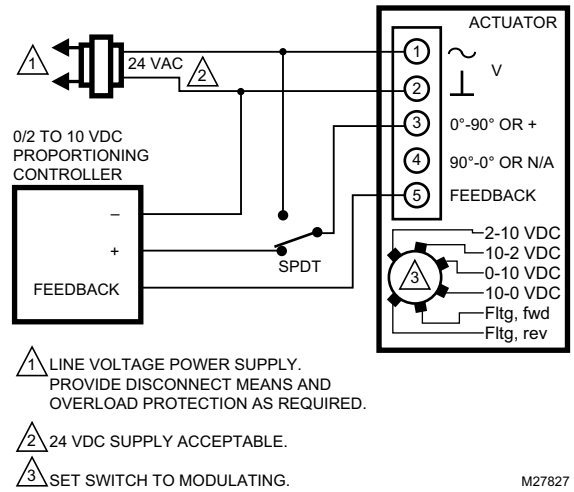 ACTUATOR
1
24 VAC
2
1
2
3
4
5
V
0°-90° OR +
90°-0° OR N/A
FEEDBACK
0/2 TO 10 VDC
PROPORTIONING
CONTROLLER
–
+
FEEDBACK
SPDT
3
2-10 VDC
10-2 VDC
0-10 VDC
10-0 VDC
Fltg, fwd
Fltg, rev
1 LINE VOLTAGE POWER SUPPLY.
PROVIDE DISCONNECT MEANS AND
OVERLOAD PROTECTION AS REQUIRED.
2 24 VDC SUPPLY ACCEPTABLE.
3 SET SWITCH TO MODULATING.
M27827